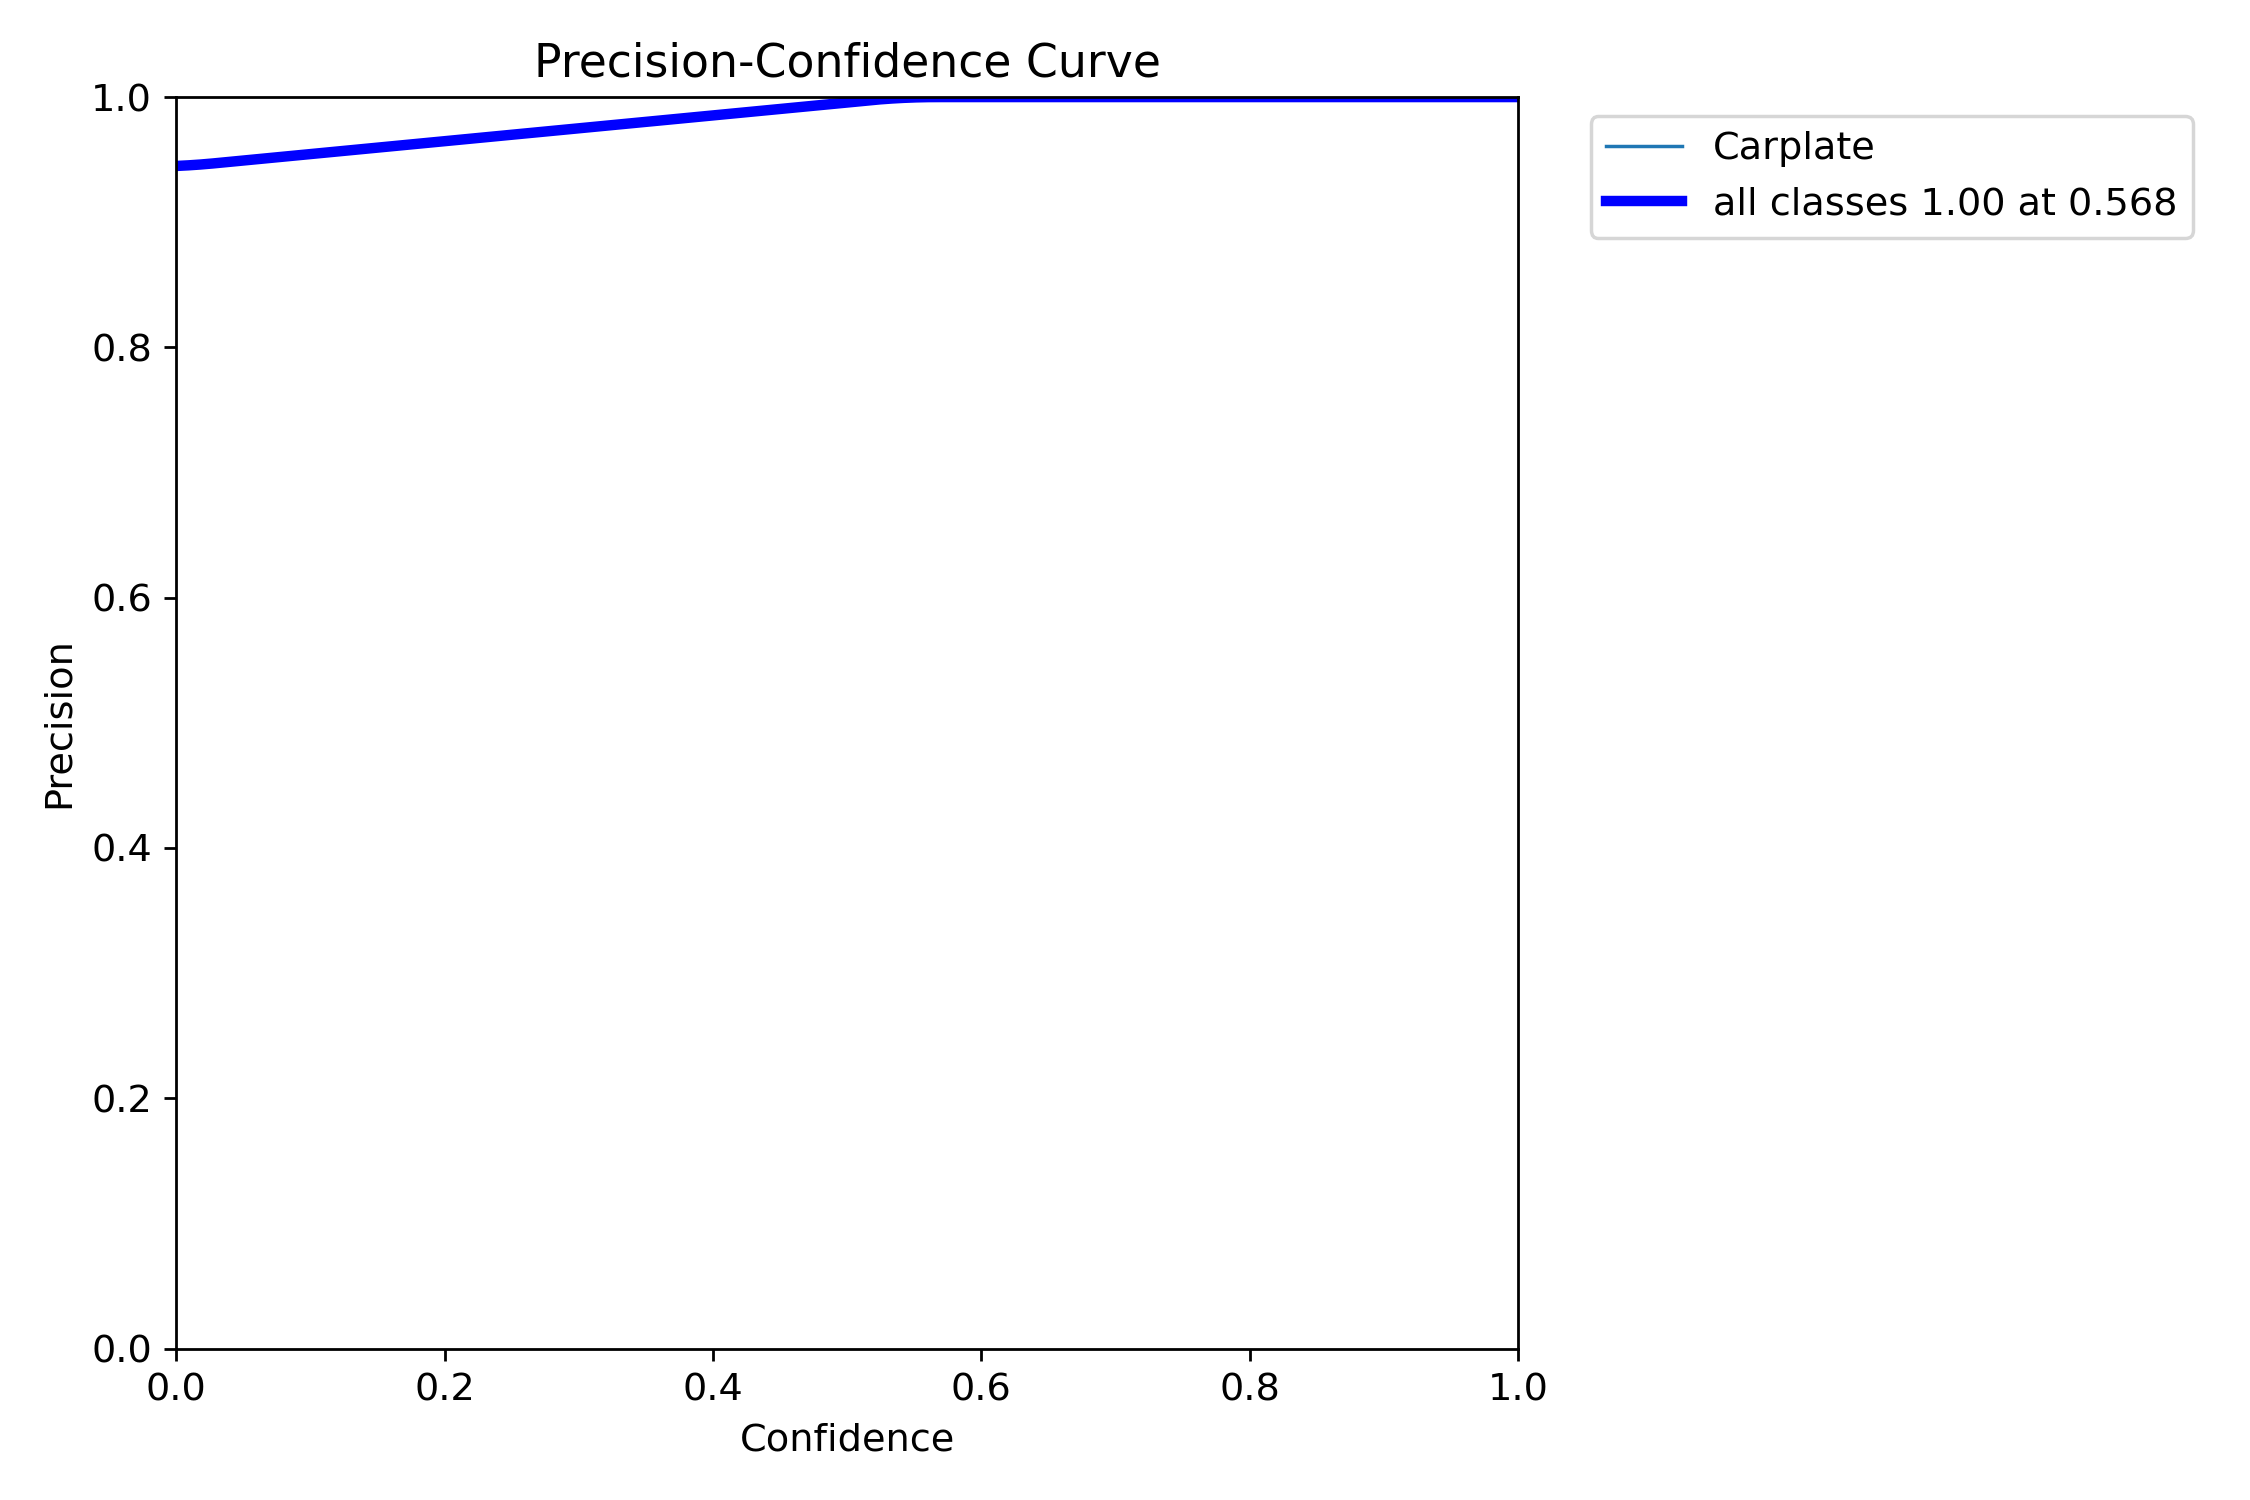 Precision-Confidence Curve
1.0
0.8
0.6
0.4
0.2
0.0
Precision
0.0 0.2 0.4 0.6 0.8 1.0
Confidence
Carplate
all classes 1.00 at 0.568